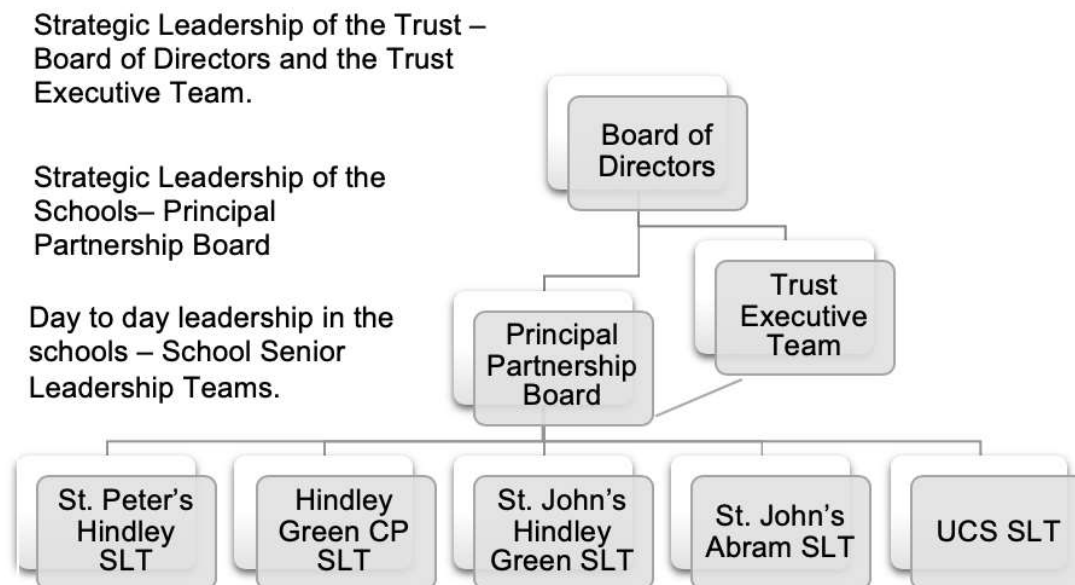 Strategic Leadership of the Trust –
Board of Directors and the Trust
Executive Team.
Strategic Leadership of the
Schools– Principal
Partnership Board
Day to day leadership in the
schools – School Senior
Leadership Teams.
Board of
Directors
Trust
Executive
Team
Principal
Partnership
Board
St. Peter’s
Hindley
SLT
Hindley
Green CP
SLT
St. John’s
Hindley
Green SLT
St. John’s
Abram SLT
UCS SLT